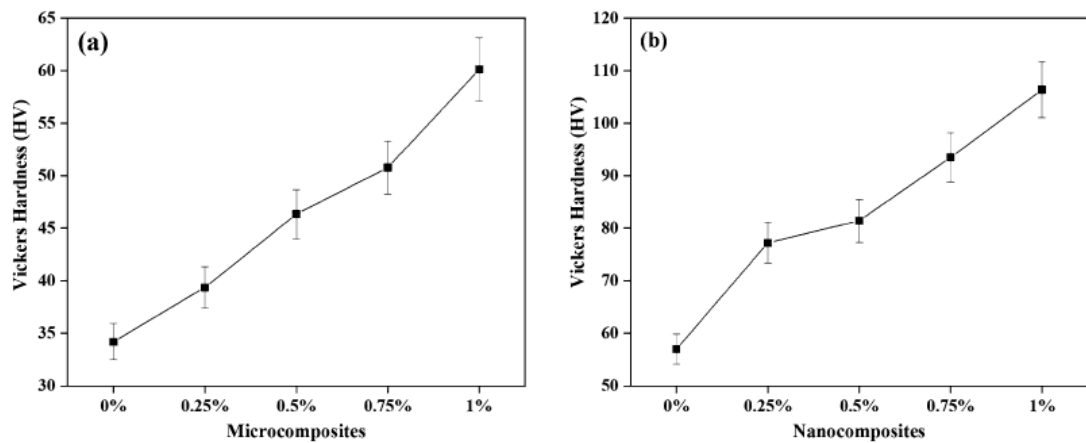 (a)
Vickers Hardness (HV)
65
60
55
50
45
40
35
30
0% 0.25% 0.5% 0.75% 1%
Microcomposites
(b)
Vickers Hardness (HV)
120
110
100
90
80
70
60
50
0% 0.25% 0.5% 0.75% 1%
Nanocomposites